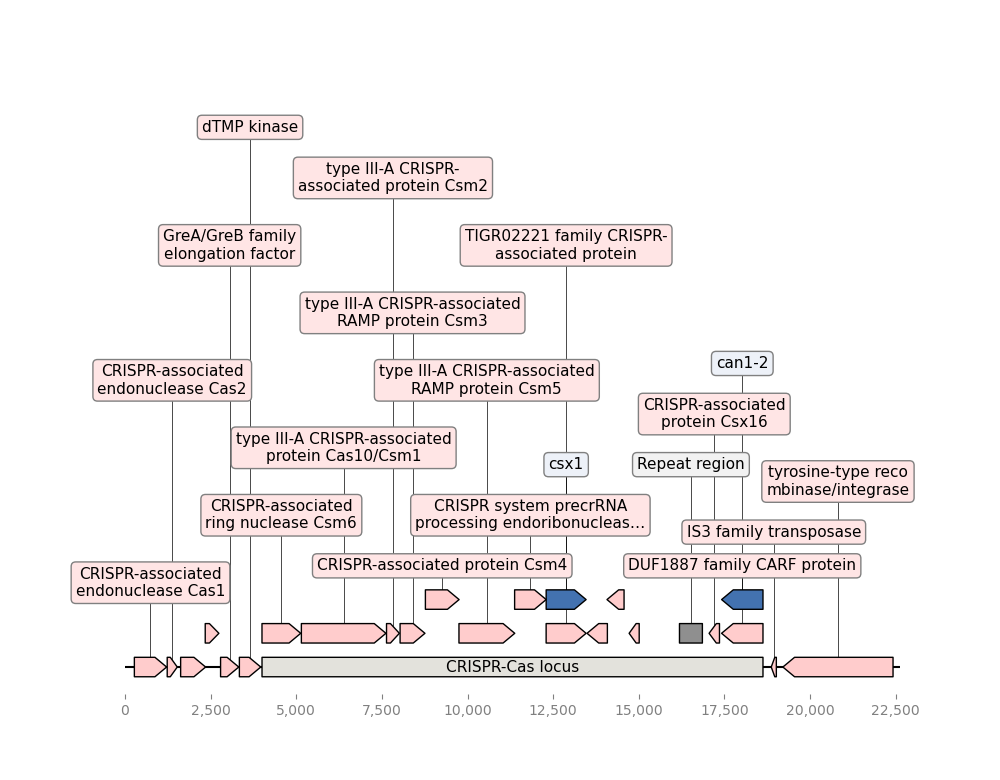 dTMP kinase
type III-A CRISPR-
associated protein Csm2
GreA/GreB family
elongation factor
TIGR02221 family CRISPR-
associated protein
type III-A CRISPR-associated
RAMP protein Csm3
can1-2
CRISPR-associated
endonuclease Cas2
type III-A CRISPR-associated
RAMP protein Csm5
CRISPR-associated
protein Csx16
type III-A CRISPR-associated
protein Cas10/Csm1
csx1
Repeat region
tyrosine-type reco
mbinase/integrase
CRISPR-associated
ring nuclease Csm6
CRISPR system precrRNA
processing endoribonucleas…
IS3 family transposase
CRISPR-associated protein Csm4
DUF1887 family CARF protein
CRISPR-associated
endonuclease Cas1
CRISPR-Cas locus
0
2,500
5,000
7,500
10,000
12,500
15,000
17,500
20,000
22,500